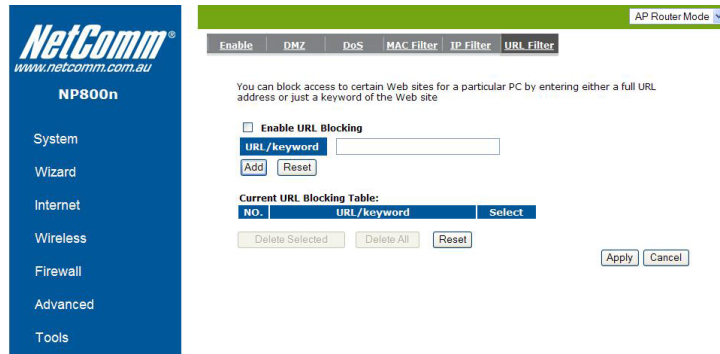 AP Router Mode
NetComm®
www.netcomm.com.au
NP800n
System
Wizard
Internet
Wireless
Firewall
Advanced
Tools
Enable DMZ DoS MAC Filter IP Filter URL Filter
You can block access to certain Web sites for a particular PC by entering either a full URL
address or just a keyword of the Web site
Enable URL Blocking
URL/keyword
Add Reset
Current URL Blocking Table:
NO. URL/keyword Select
Delete Selected Delete All Reset
Apply Cancel